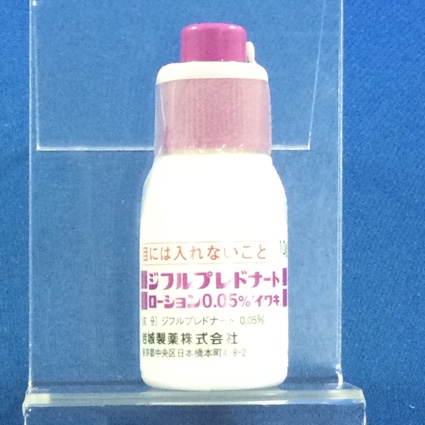 目には入れないこと 10g
ジフルプレドナート
ローション0.05%「イワキ
成分) ジフルプレドナート 0.05%
岩城製薬株式会社
東京都中央区日本橋本町4-8-2